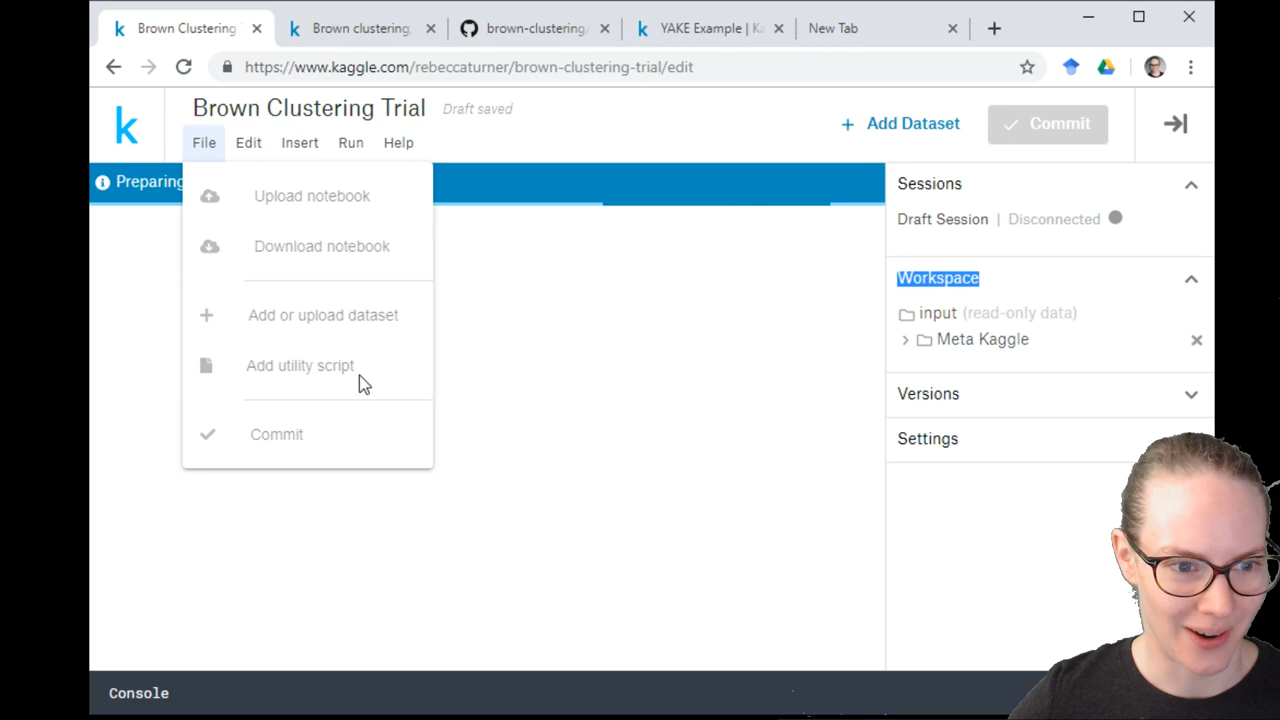 Brown Clustering
Brown clustering,
brown-clustering/
YAKE Example | Ka
New Tab
https://www.kaggle.com/rebeccaturner/brown-clustering-trial/edit
k
Brown Clustering Trial
Draft saved
+ Add Dataset
Commit
File
Edit
Insert
Run
Help
Preparing
Upload notebook
Download notebook
Add or upload dataset
Add utility script
Commit
Sessions
Draft Session | Disconnected
Workspace
input (read-only data)
Meta Kaggle
Versions
Settings
Console